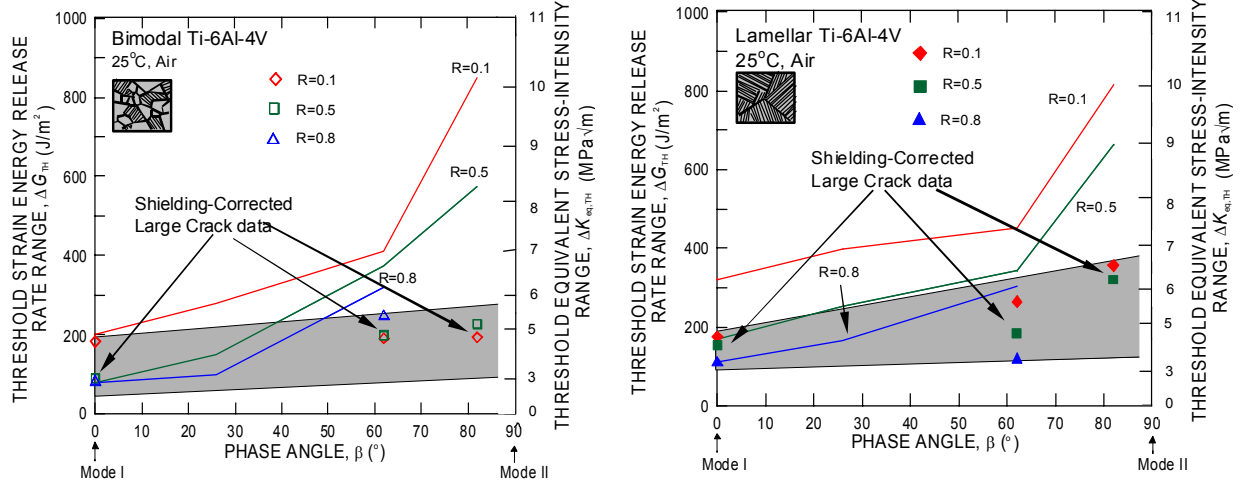 THRESHOLD STRAIN ENERGY RELEASE
RATE RANGE, ΔG_TH (J/m²)
1000
800
600
400
200
0
Bimodal Ti-6Al-4V
25°C, Air
R=0.1
R=0.5
R=0.8
R=0.1
R=0.5
R=0.8
Shielding-Corrected
Large Crack data
0 10 20 30 40 50 60 70 80 90
PHASE ANGLE, β (°)
Mode I
Mode II
11
10
9
8
7
6
5
3
0
THRESHOLD EQUIVALENT STRESS-INTENSITY
RANGE, ΔK_eq,TH (MPa√m)
THRESHOLD STRAIN ENERGY RELEASE
RATE RANGE, ΔG_TH (J/m²)
1000
800
600
400
200
0
Lamellar Ti-6Al-4V
25°C, Air
R=0.1
R=0.5
R=0.8
R=0.1
R=0.5
R=0.8
Shielding-Corrected
Large Crack data
0 10 20 30 40 50 60 70 80 90
PHASE ANGLE, β (°)
Mode I
Mode II
11
10
9
8
7
6
5
3
0
THRESHOLD EQUIVALENT STRESS-INTENSITY
RANGE, ΔK_eq,TH (MPa√m)